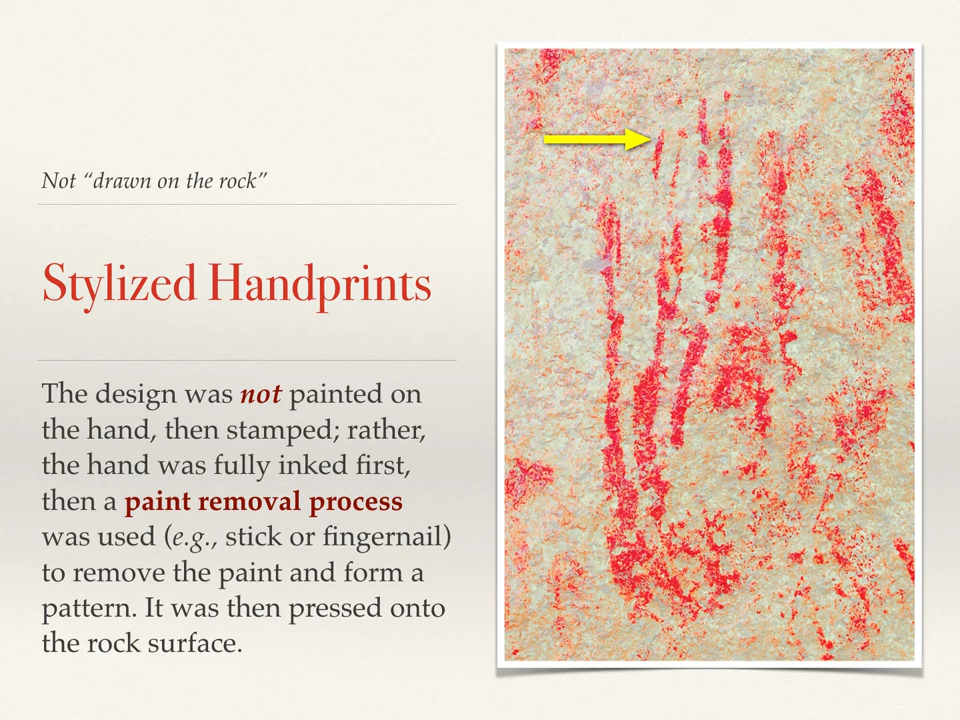 Not “drawn on the rock”
Stylized Handprints
The design was not painted on
the hand, then stamped; rather,
the hand was fully inked first,
then a paint removal process
was used (e.g., stick or fingernail)
to remove the paint and form a
pattern. It was then pressed onto
the rock surface.